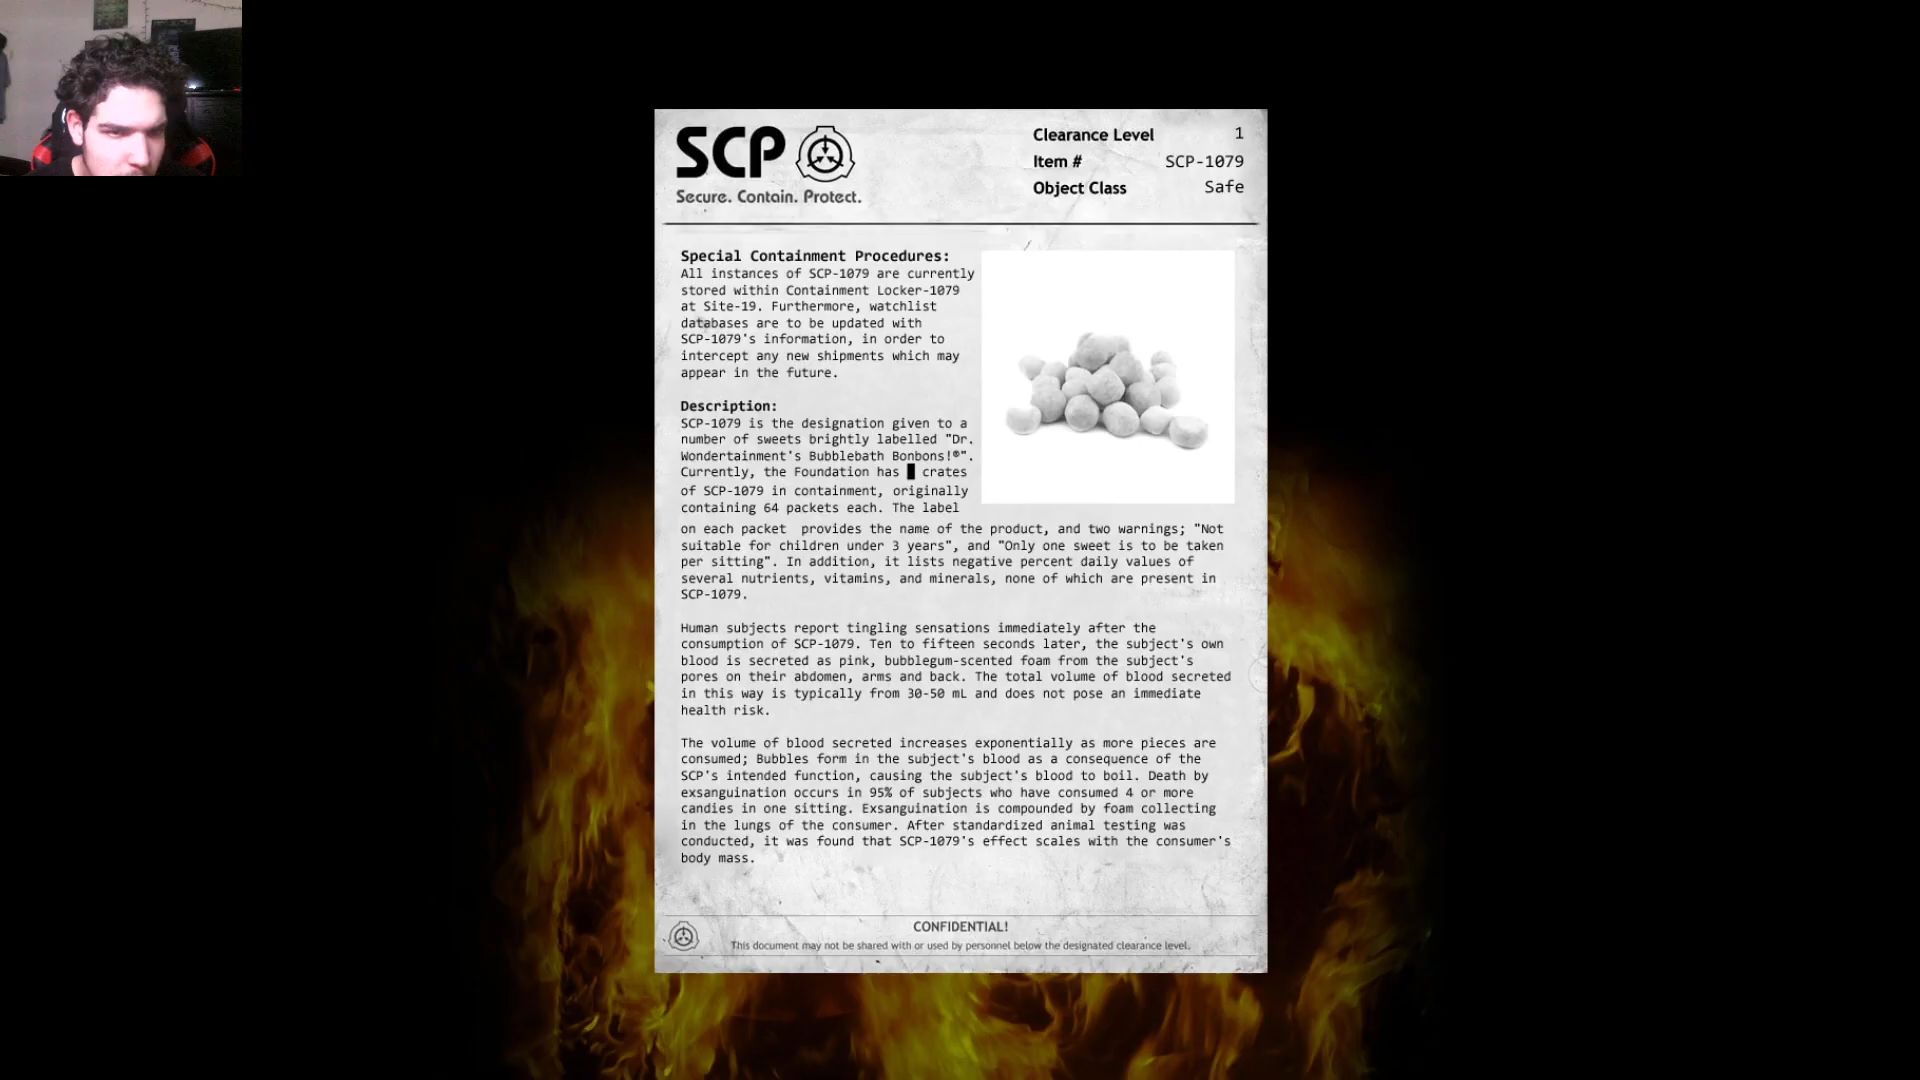 SCP
Secure. Contain. Protect.
Clearance Level 1
Item # SCP-1079
Object Class Safe
Special Containment Procedures:
All instances of SCP-1079 are currently
stored within Containment Locker-1079
at Site-19. Furthermore, watchlist
databases are to be updated with
SCP-1079's information, in order to
intercept any new shipments which may
appear in the future.
Description:
SCP-1079 is the designation given to a
number of sweets brightly labelled "Dr.
Wondertainment's Bubblebath Bonbons!®".
Currently, the Foundation has █ crates
of SCP-1079 in containment, originally
containing 64 packets each. The label
on each packet  provides the name of the product, and two warnings; "Not
suitable for children under 3 years", and "Only one sweet is to be taken
per sitting". In addition, it lists negative percent daily values of
several nutrients, vitamins, and minerals, none of which are present in
SCP-1079.
Human subjects report tingling sensations immediately after the
consumption of SCP-1079. Ten to fifteen seconds later, the subject's own
blood is secreted as pink, bubblegum-scented foam from the subject's
pores on their abdomen, arms and back. The total volume of blood secreted
in this way is typically from 30-50 mL and does not pose an immediate
health risk.
The volume of blood secreted increases exponentially as more pieces are
consumed; Bubbles form in the subject's blood as a consequence of the
SCP's intended function, causing the subject's blood to boil. Death by
exsanguination occurs in 95% of subjects who have consumed 4 or more
candies in one sitting. Exsanguination is compounded by foam collecting
in the lungs of the consumer. After standardized animal testing was
conducted, it was found that SCP-1079's effect scales with the consumer's
body mass.
CONFIDENTIAL!
This document may not be shared with or used by personnel below the designated clearance level.